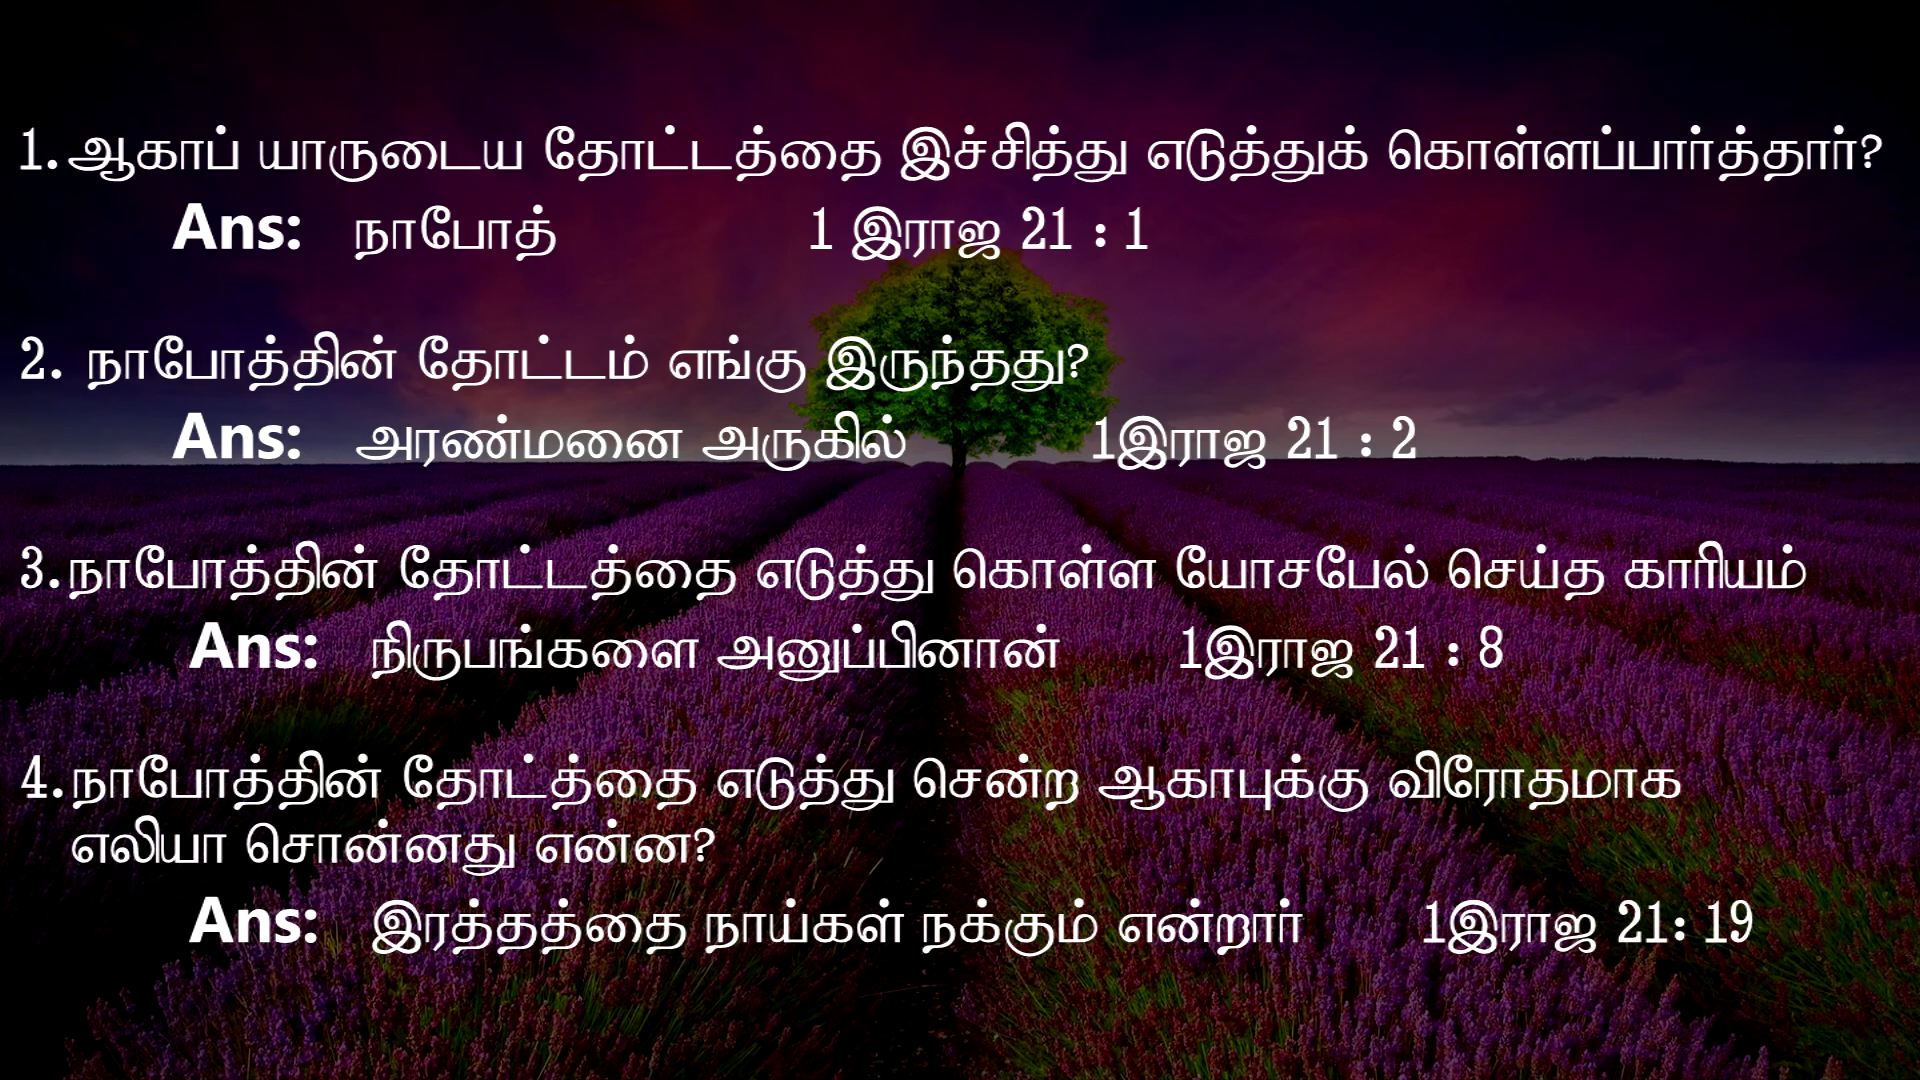 1.ஆகாப் யாருடைய தோட்டத்தை இச்சித்து எடுத்துக் கொள்ளப்பார்த்தார்?
Ans: நாபோத் 1 இராஜ 21 : 1
2. நாபோத்தின் தோட்டம் எங்கு இருந்தது?
Ans: அரண்மனை அருகில் 1இராஜ 21 : 2
3.நாபோத்தின் தோட்டத்தை எடுத்து கொள்ள யோசபேல் செய்த காரியம்
Ans: நிருபங்களை அனுப்பினான் 1இராஜ 21 : 8
4.நாபோத்தின் தோட்த்தை எடுத்து சென்ற ஆகாபுக்கு விரோதமாக
எலியா சொன்னது என்ன?
Ans: இரத்தத்தை நாய்கள் நக்கும் என்றார் 1இராஜ 21: 19